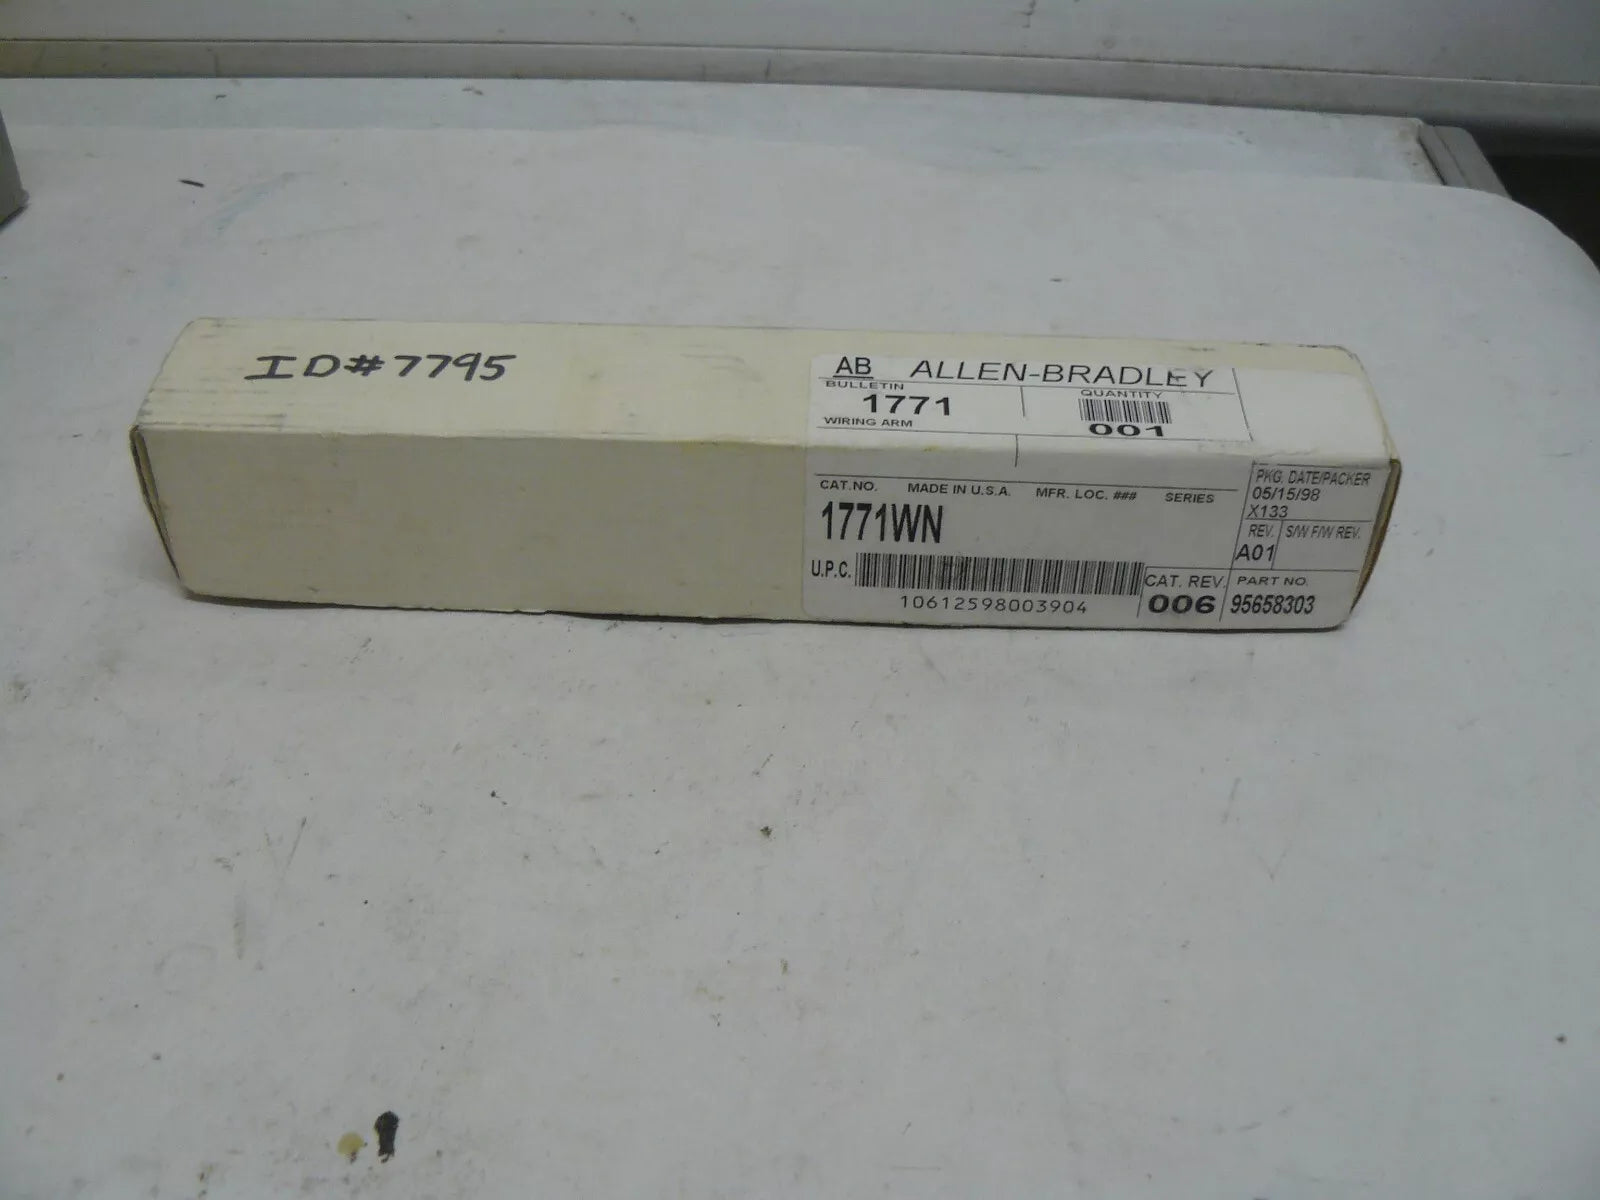 ID#7795
AB ALLEN-BRADLEY
BULLETIN
1771
QUANTITY
001
WIRING ARM
CAT.NO. MADE IN U.S.A. MFR. LOC. ### SERIES
1771WN
PKG. DATE/PACKER
05/15/98
X133
REV. S/W F/W REV.
A01
U.P.C.
10612598003904
CAT. REV.
006
PART NO.
95658303